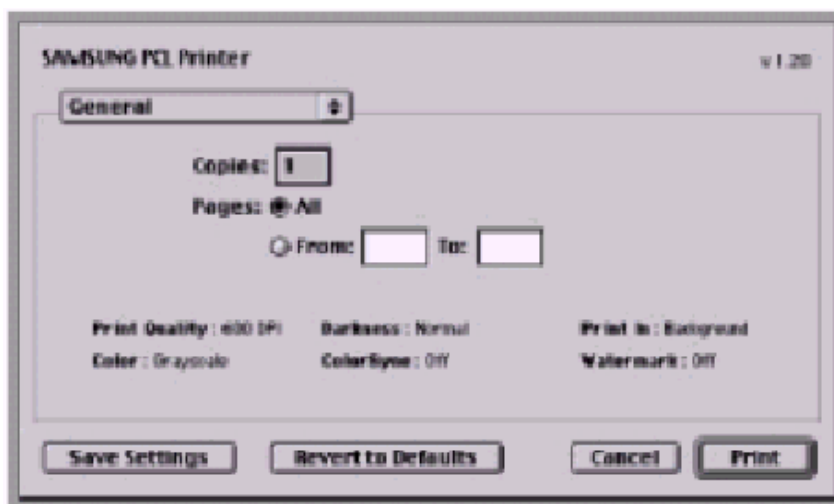 SAMSUNG PCL Printer v1.20
General
Copies: 1
Pages: All
From: To:
Print Quality : 600 DPI Darkness : Normal Print In : Background
Color : Grayscale ColorSync : Off Watermark : Off
Save Settings Revert to Defaults Cancel Print